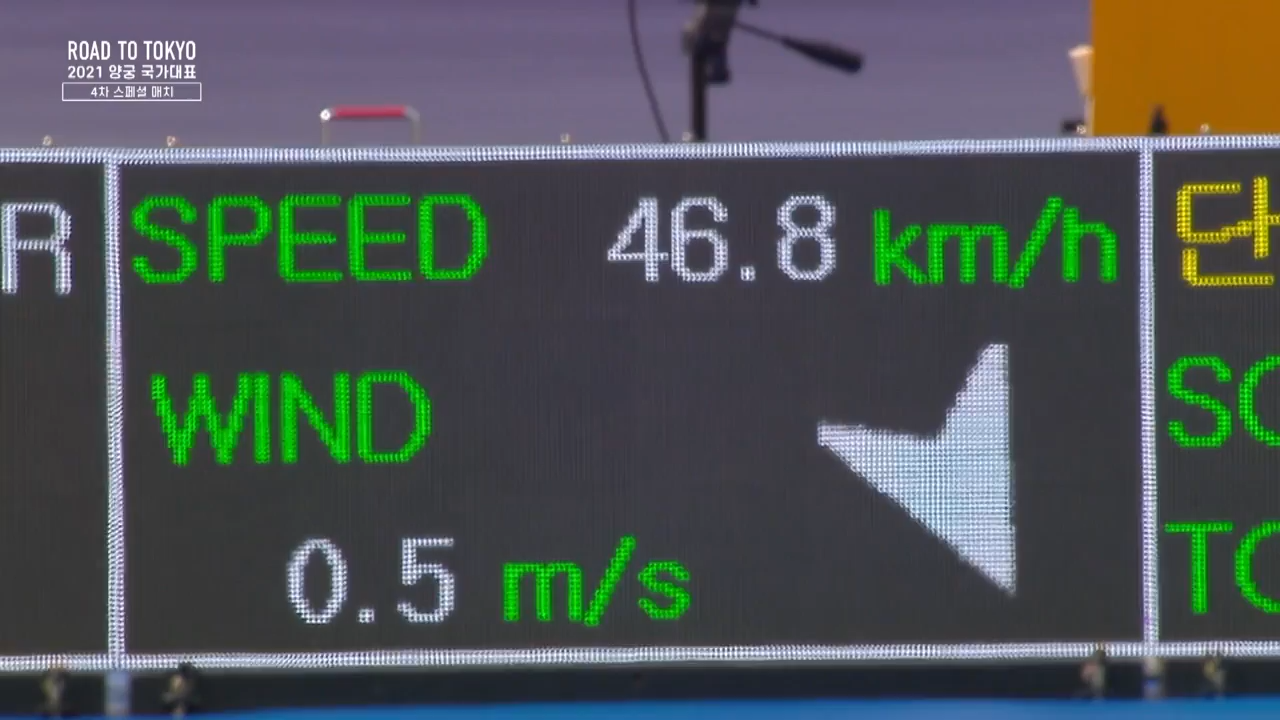 ROAD TO TOKYO
2021 양궁 국가대표
4차 스페셜 매치
R
SPEED 46.8 km/h
단
WIND
0.5 m/s